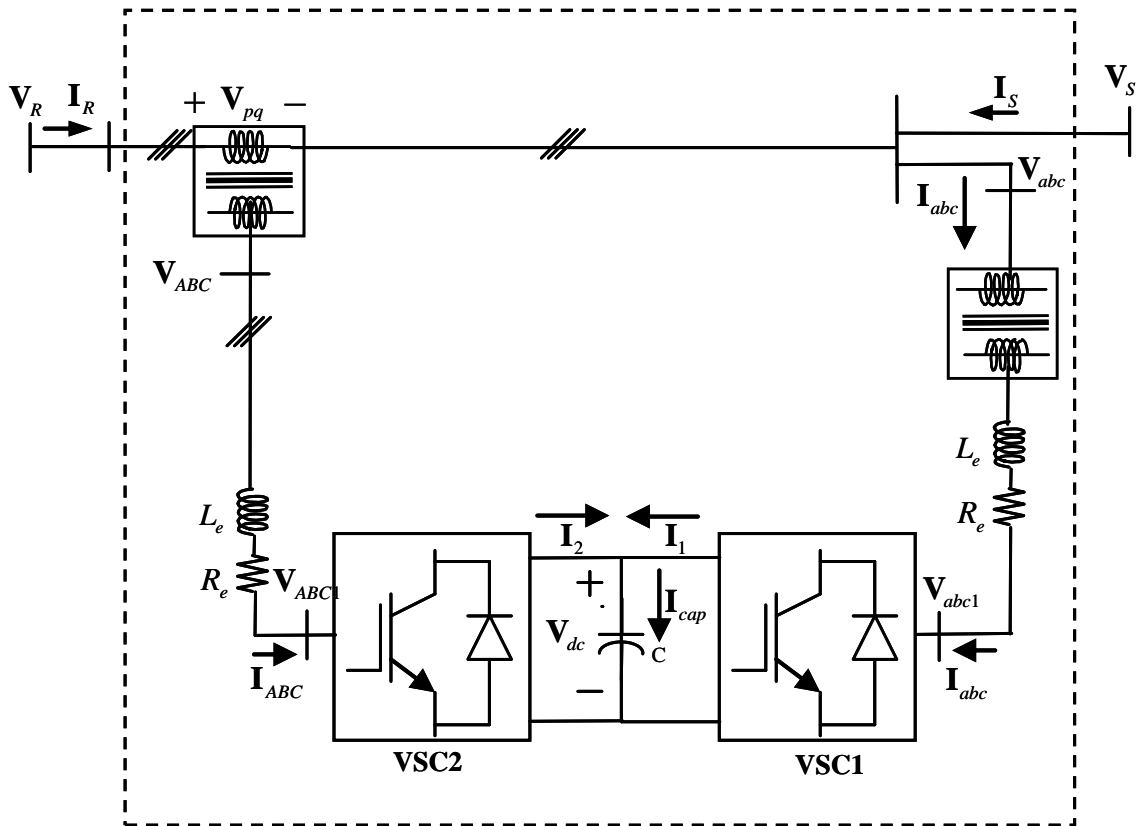 V_S
V_R
I_R
+ V_pq −
I_S
V_abc
I_abc
V_ABC
L_e
L_e
R_e
I_2
I_1
R_e
V_ABC1
+
I_cap
V_abc1
V_dc
C
I_ABC
−
I_abc
VSC2
VSC1